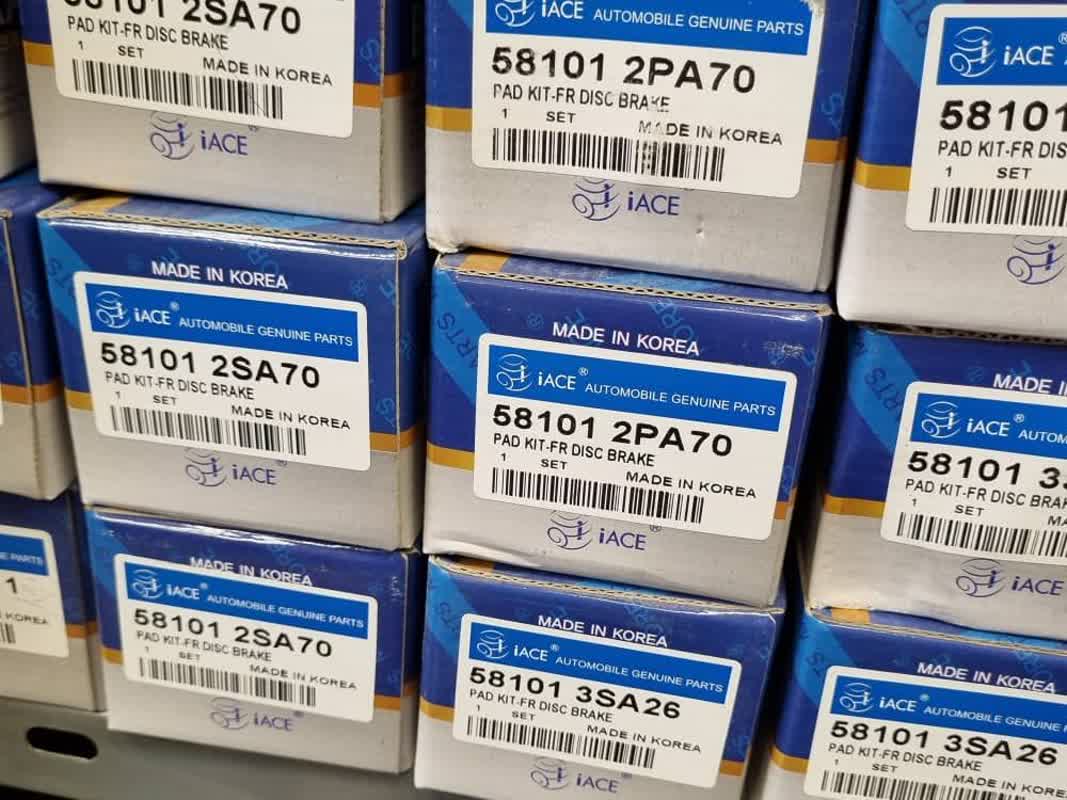 58101 2SA70
PAD KIT-FR DISC BRAKE
1 SET
MADE IN KOREA
iACE®
iACE AUTOMOBILE GENUINE PARTS
58101 2PA70
PAD KIT-FR DISC BRAKE
1 SET
MADE IN KOREA
iACE
iACE®
58101
PAD KIT-FR
1 SET
MADE IN KOREA
iACE® AUTOMOBILE GENUINE PARTS
58101 2SA70
PAD KIT-FR DISC BRAKE
1 SET
MADE IN KOREA
iACE®
MADE IN KOREA
iACE® AUTOMOBILE GENUINE PARTS
58101 2PA70
PAD KIT-FR DISC BRAKE
1 SET
MADE IN KOREA
iACE®
MADE
iACE®
58101
PAD KIT-FR DISC
1 SET
iACE
PARTS
1
KOREA
MADE IN KOREA
iACE® AUTOMOBILE GENUINE PARTS
58101 2SA70
PAD KIT-FR DISC BRAKE
1 SET
MADE IN KOREA
iACE®
MADE IN KOREA
iACE® AUTOMOBILE GENUINE PARTS
58101 3SA26
PAD KIT-FR DISC BRAKE
1 SET
MADE IN KOREA
iACE®
MADE IN KOREA
iACE® AUTOMOBILE GENUINE
58101 3SA26
PAD KIT-FR DISC BRAKE
1 SET
MADE IN